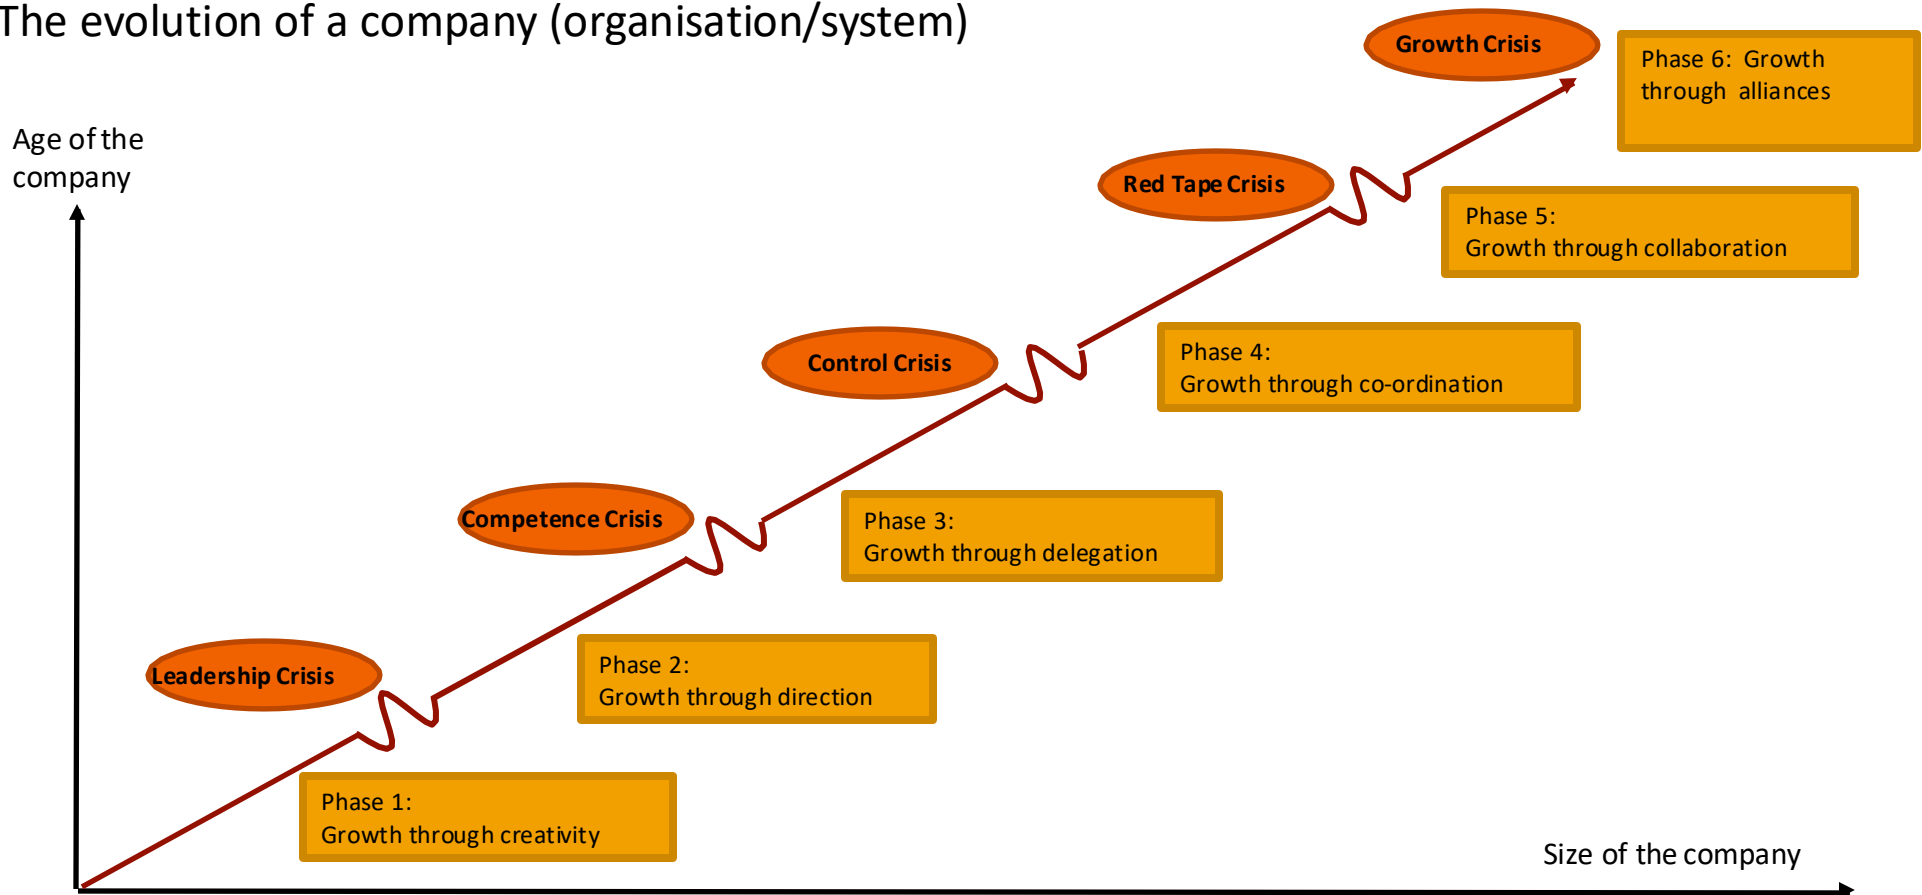 The evolution of a company (organisation/system)
Growth Crisis
Phase 6: Growth
through alliances
Age of the
company
Red Tape Crisis
Phase 5:
Growth through collaboration
Control Crisis
Phase 4:
Growth through co-ordination
Competence Crisis
Phase 3:
Growth through delegation
Leadership Crisis
Phase 2:
Growth through direction
Phase 1:
Growth through creativity
Size of the company